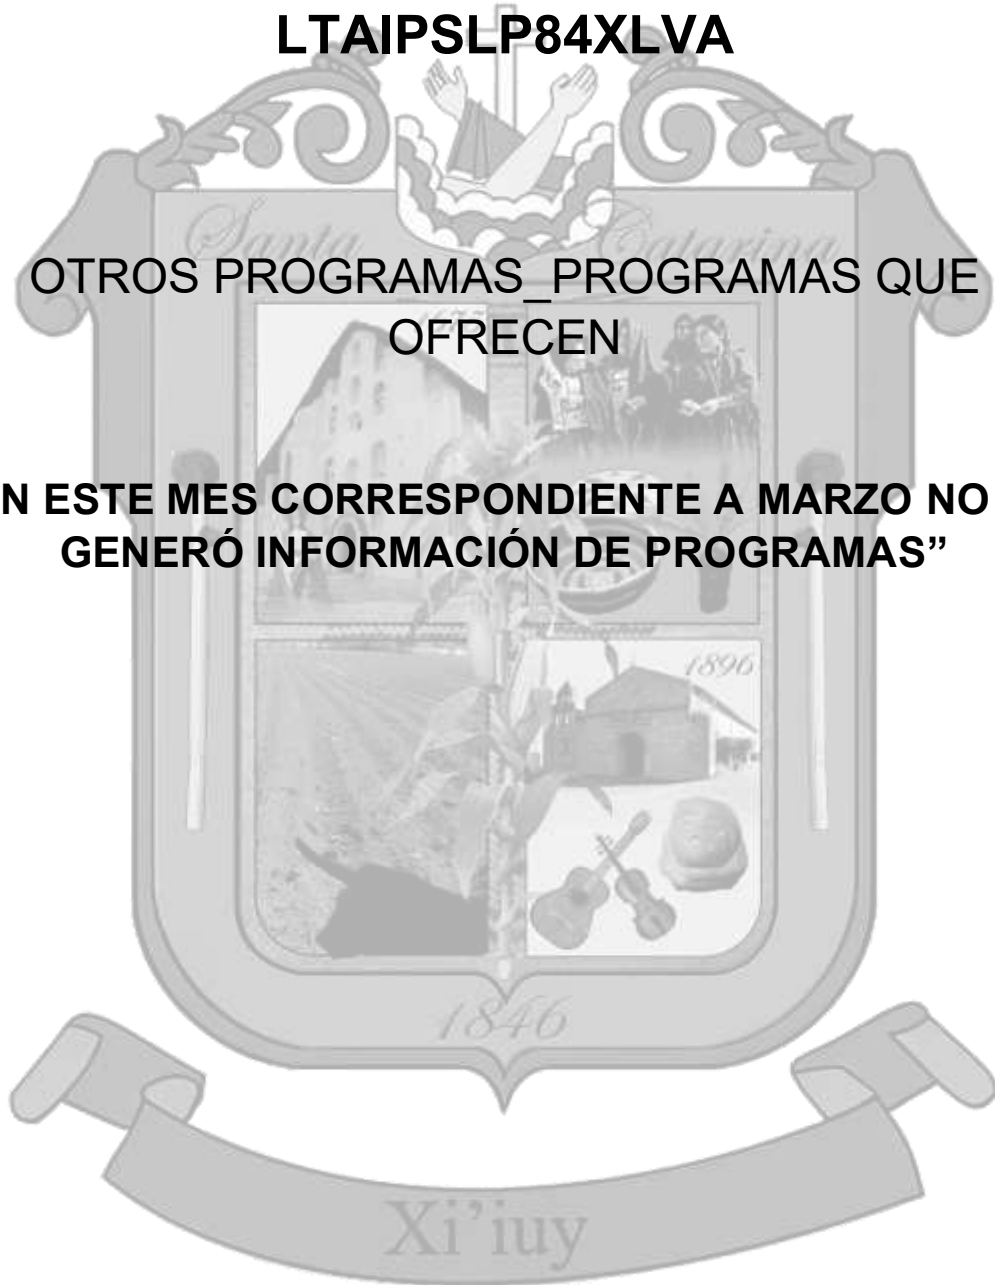 LTAIPSLP84XLVA
Santa Catarina
OTROS PROGRAMAS_PROGRAMAS QUE
OFRECEN
N ESTE MES CORRESPONDIENTE A MARZO NO
GENERÓ INFORMACIÓN DE PROGRAMAS”
1896
1846
Xi’iuy